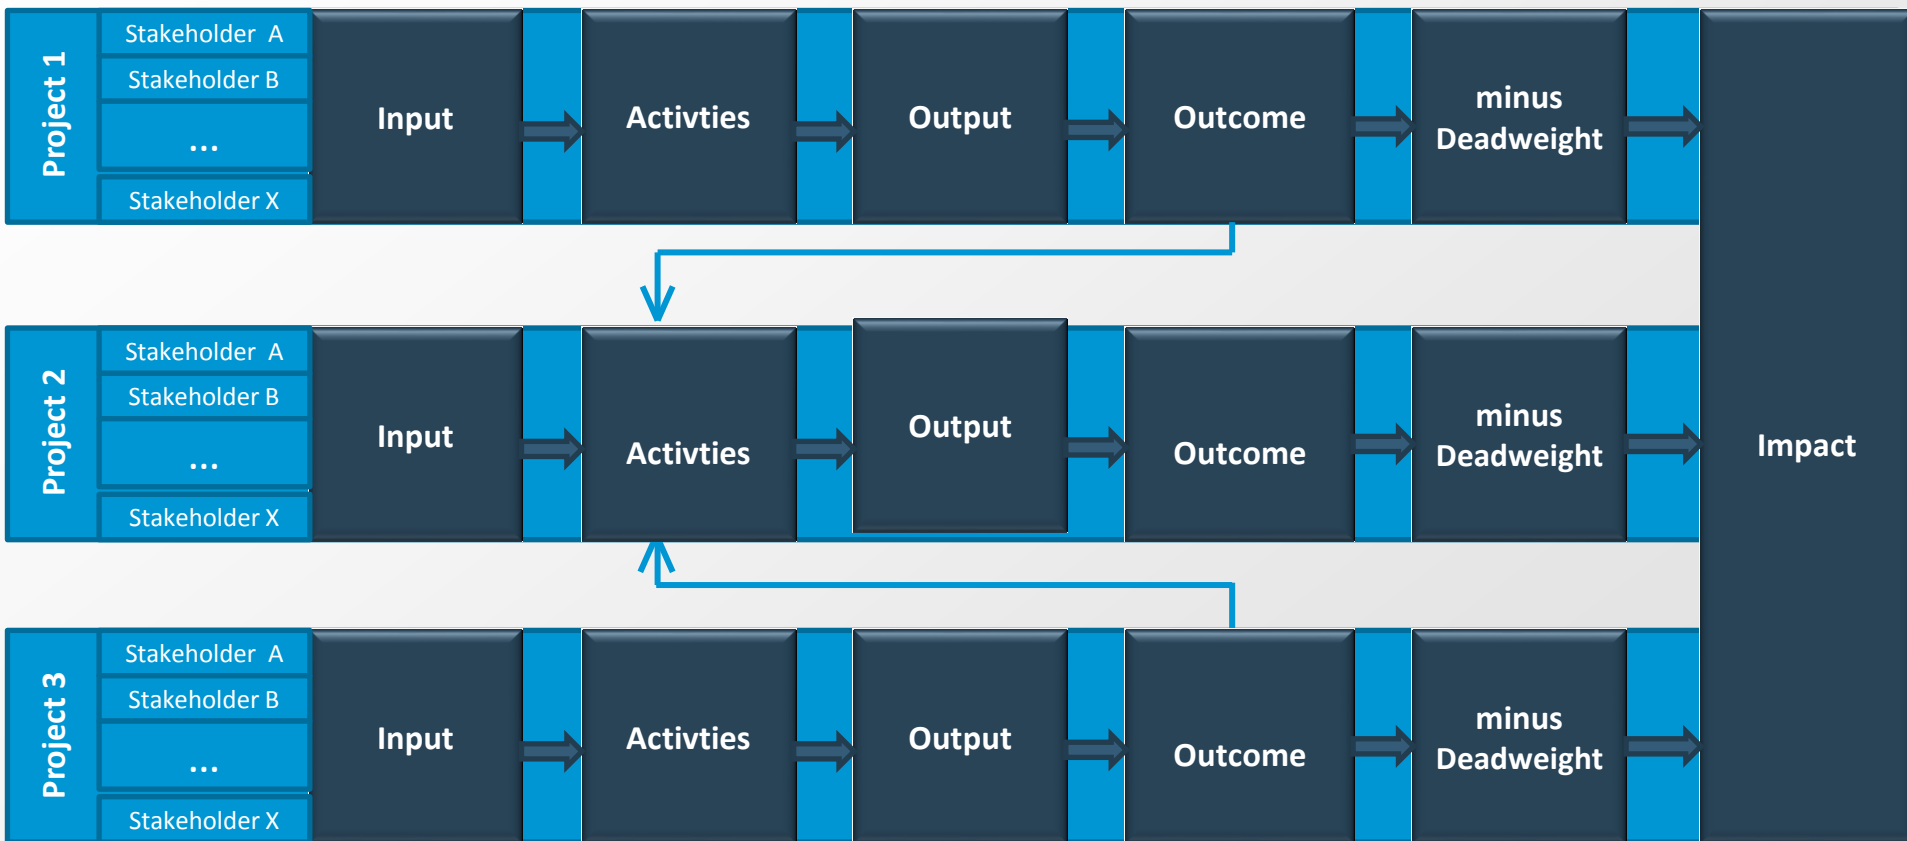 Project 1
Stakeholder A
Stakeholder B
...
Stakeholder X
Input
Activties
Output
Outcome
minus
Deadweight
Project 2
Stakeholder A
Stakeholder B
...
Stakeholder X
Input
Activties
Output
Outcome
minus
Deadweight
Impact
Project 3
Stakeholder A
Stakeholder B
...
Stakeholder X
Input
Activties
Output
Outcome
minus
Deadweight